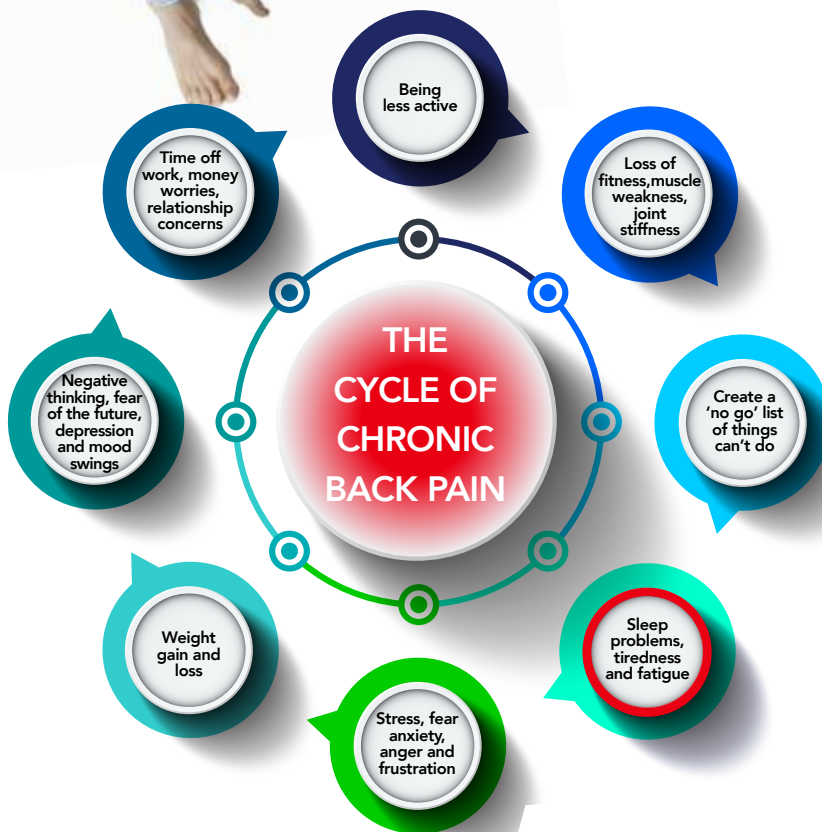 THE
CYCLE OF
CHRONIC
BACK PAIN
Being
less active
Loss of
fitness,muscle
weakness,
joint
stiffness
Create a
‘no go’ list
of things
can’t do
Sleep
problems,
tiredness
and fatigue
Stress, fear
anxiety,
anger and
frustration
Weight
gain and
loss
Negative
thinking, fear
of the future,
depression
and mood
swings
Time off
work, money
worries,
relationship
concerns